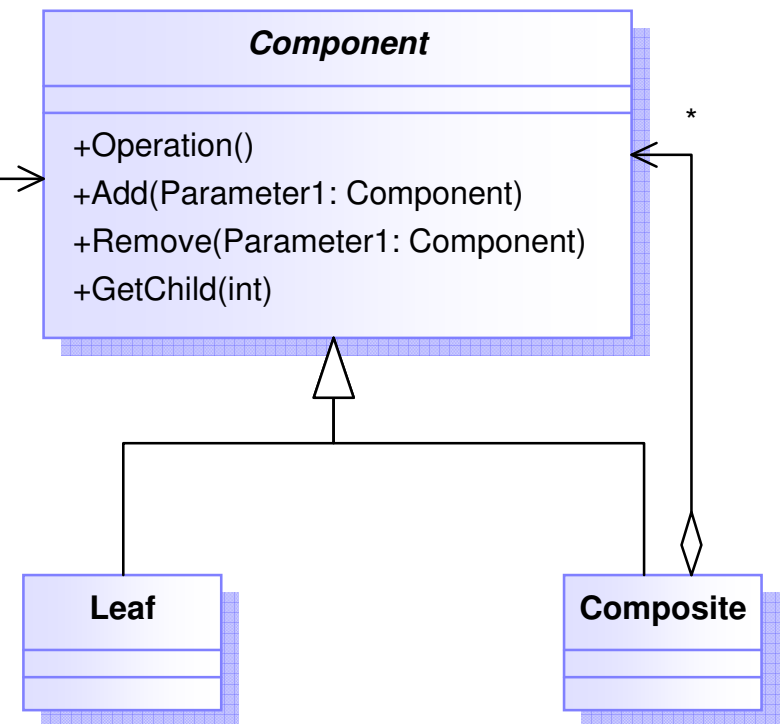 Component
*
+Operation()
+Add(Parameter1: Component)
+Remove(Parameter1: Component)
+GetChild(int)
Leaf
Composite